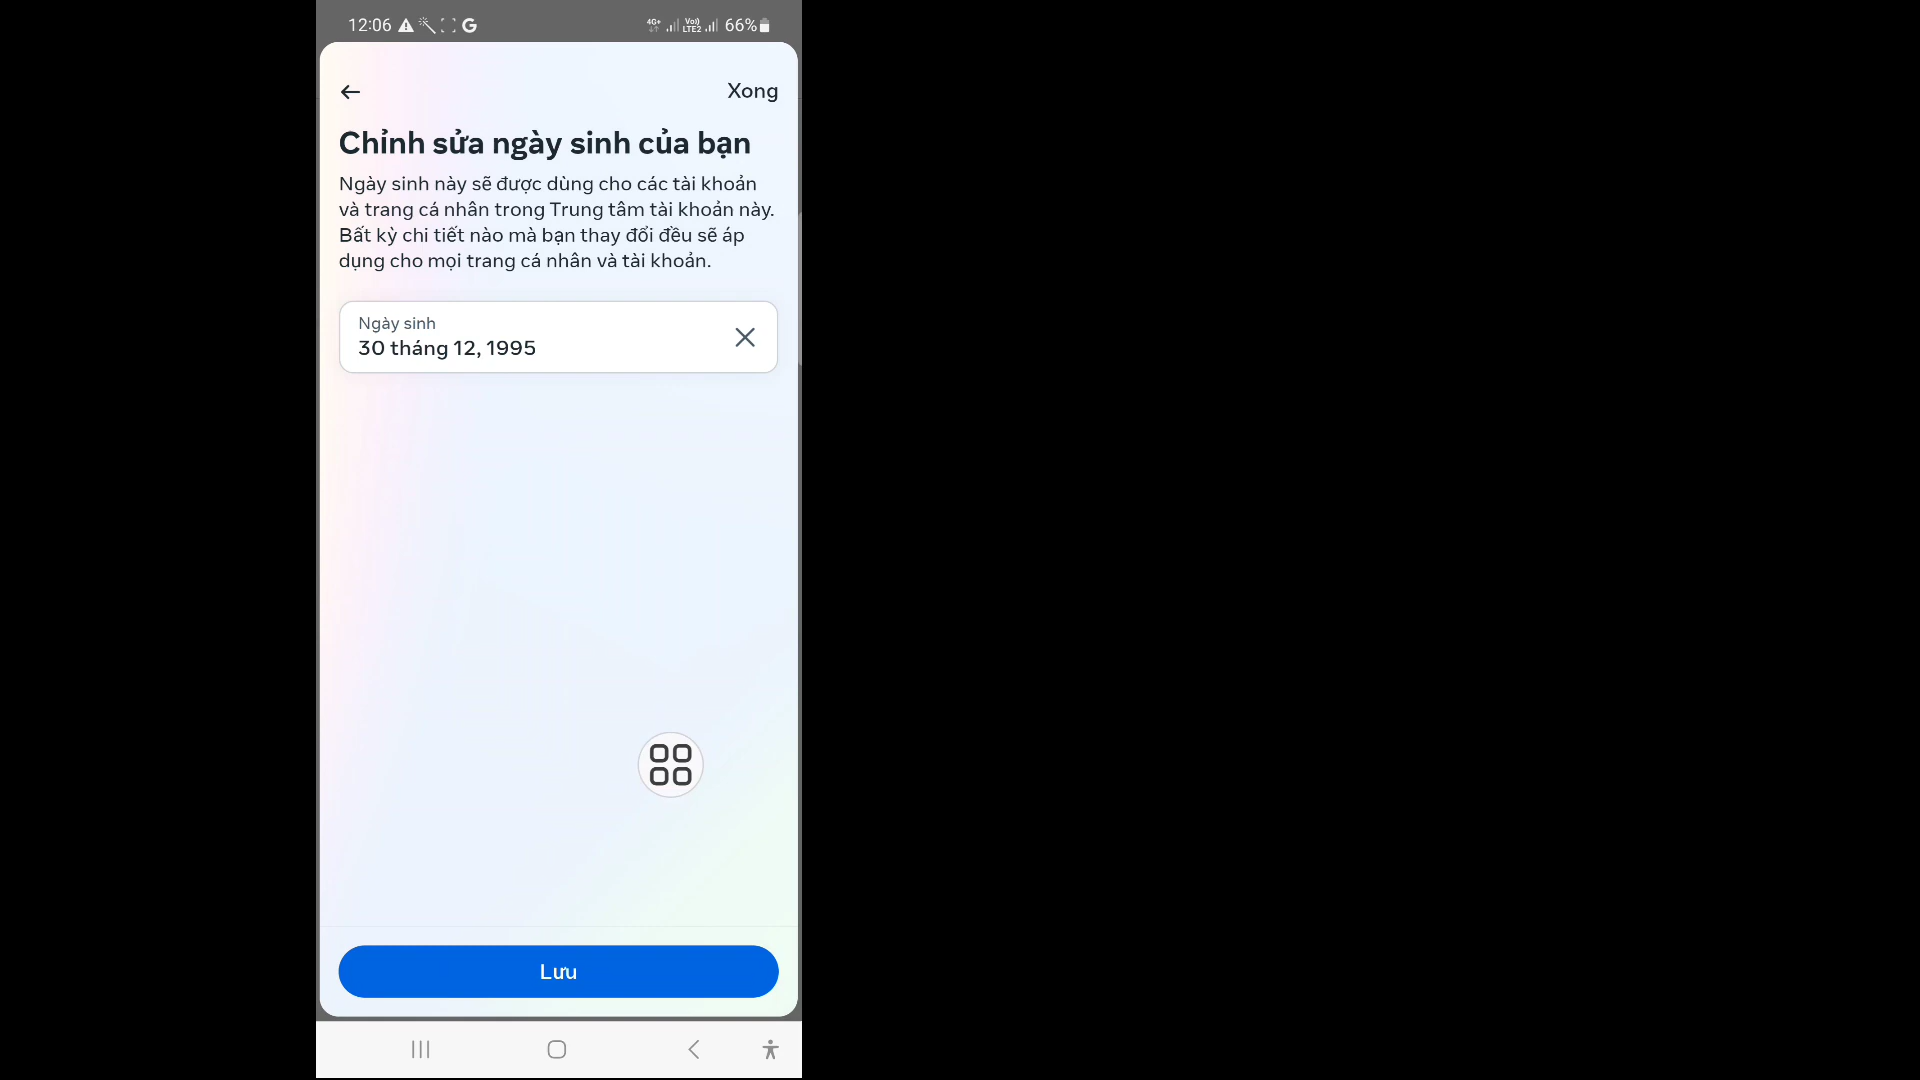 12:06 G 4G+ Vo)) LTE2 66%
Xong
Chỉnh sửa ngày sinh của bạn
Ngày sinh này sẽ được dùng cho các tài khoản
và trang cá nhân trong Trung tâm tài khoản này.
Bất kỳ chi tiết nào mà bạn thay đổi đều sẽ áp
dụng cho mọi trang cá nhân và tài khoản.
Ngày sinh
30 tháng 12, 1995
Lưu